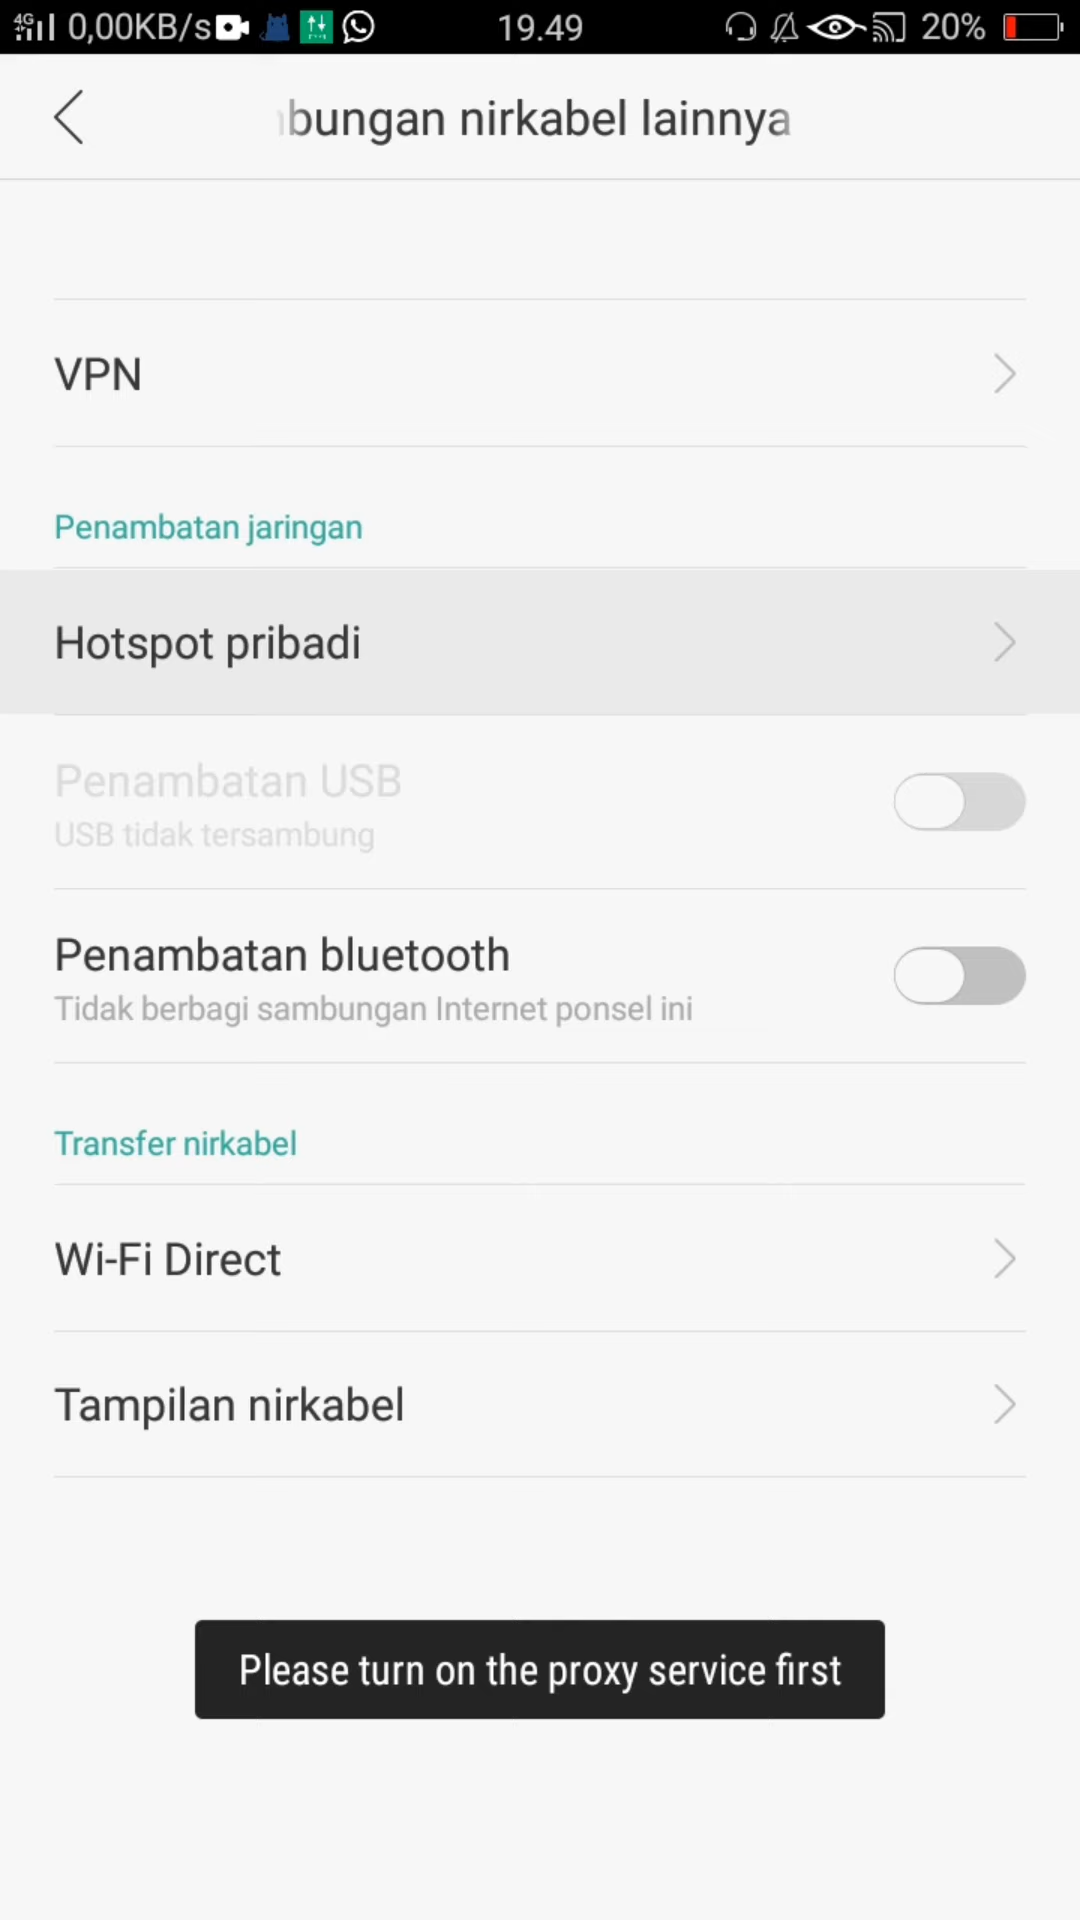 4G 0,00KB/s 19.49 20%
bungan nirkabel lainnya
VPN
Penambatan jaringan
Hotspot pribadi
Penambatan USB
USB tidak tersambung
Penambatan bluetooth
Tidak berbagi sambungan Internet ponsel ini
Transfer nirkabel
Wi-Fi Direct
Tampilan nirkabel
Please turn on the proxy service first